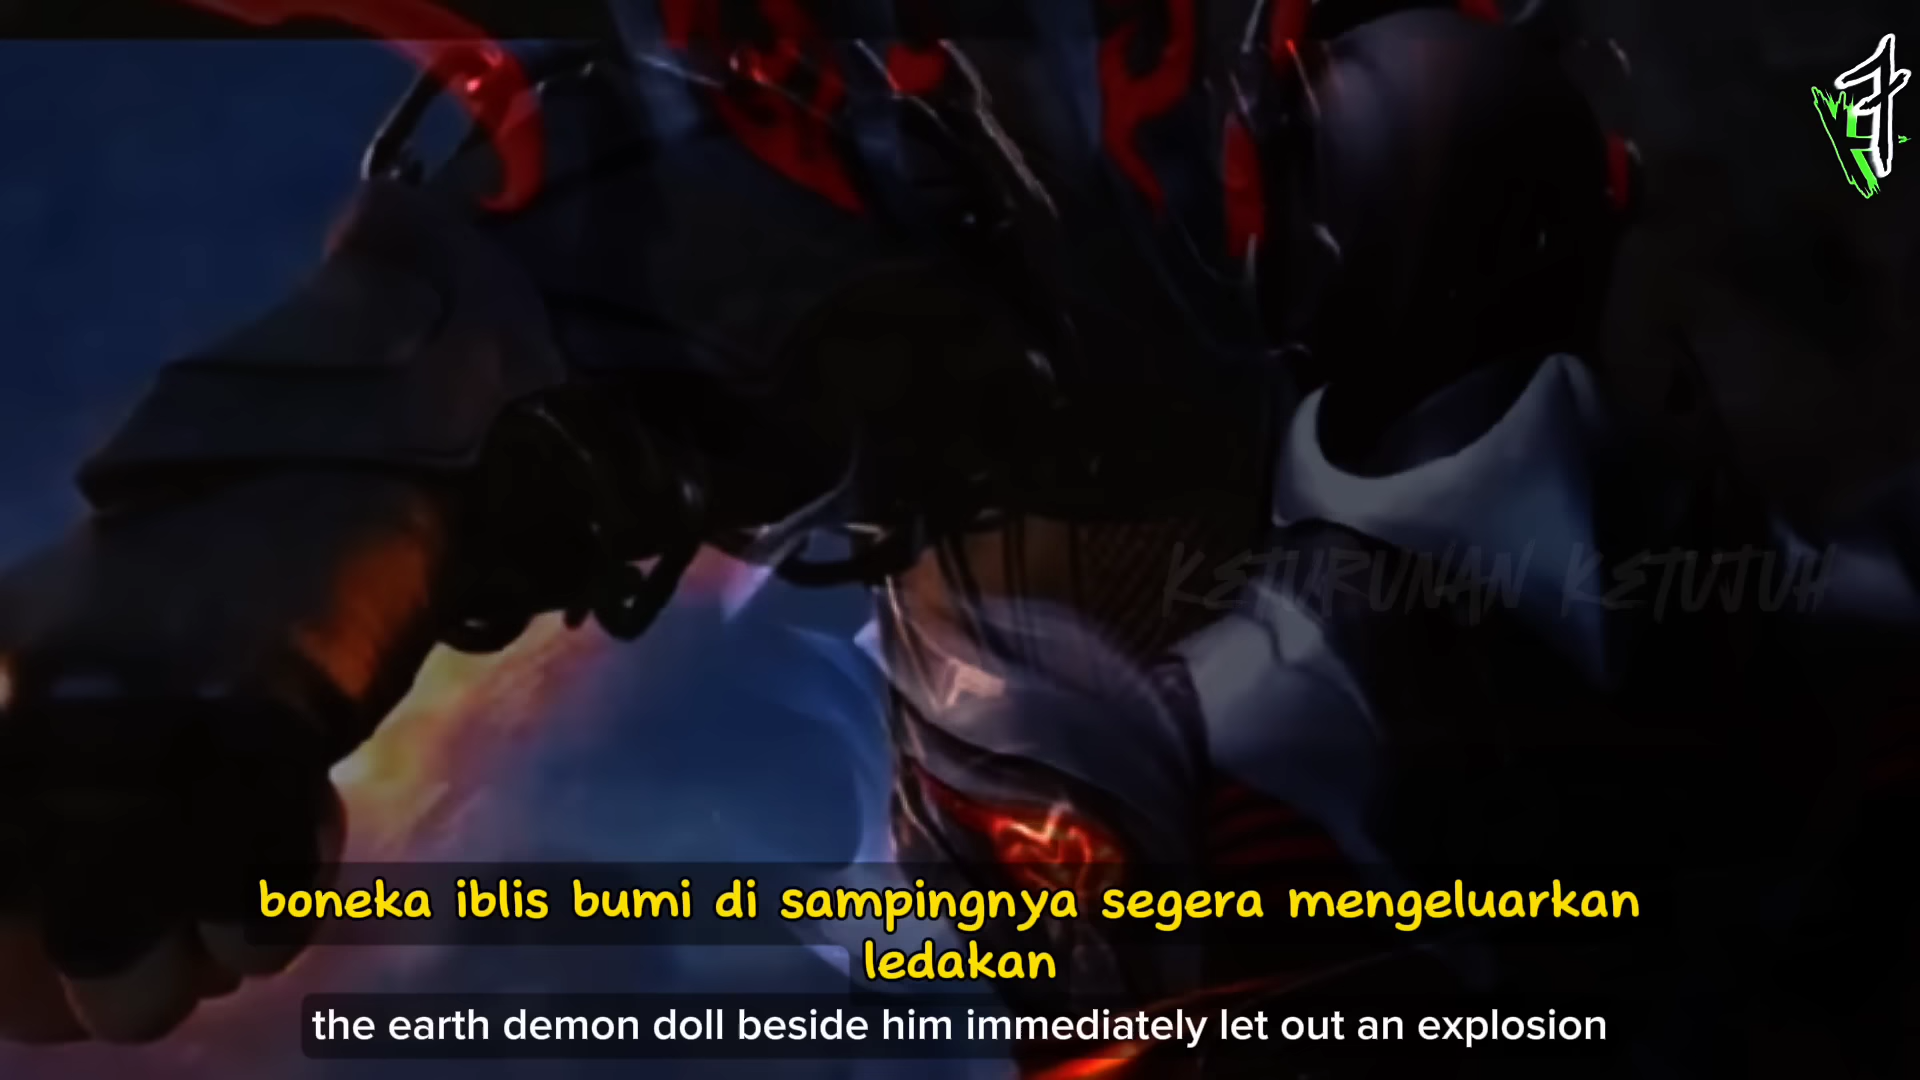 KETURUNAN KETUJUH
boneka iblis bumi di sampingnya segera mengeluarkan
ledakan
the earth demon doll beside him immediately let out an explosion